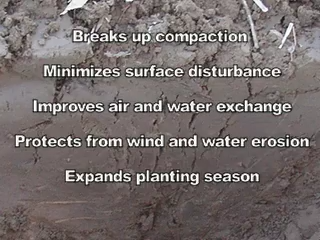 Breaks up compaction
Minimizes surface disturbance
Improves air and water exchange
Protects from wind and water erosion
Expands planting season